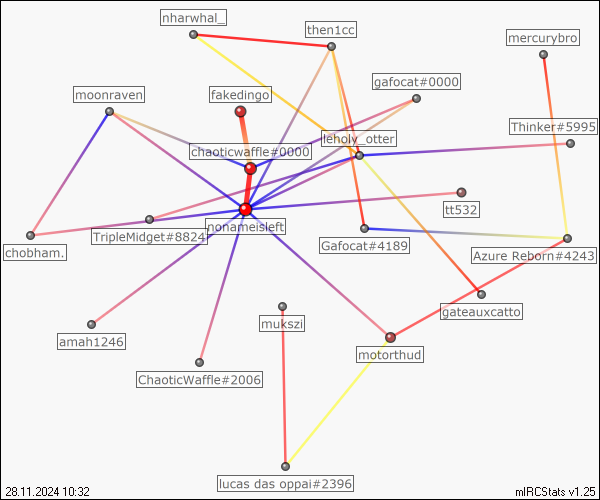 nharwhal_
then1cc
mercurybro
gafocat#0000
moonraven
fakedingo
Thinker#5995
leholy_otter
chaoticwaffle#0000
tt532
nonameisleft
TripleMidget#8824
Gafocat#4189
chobham.
Azure Reborn#4243
gateauxcatto
mukszi
amah1246
motorthud
ChaoticWaffle#2006
lucas das oppai#2396
28.11.2024 10:32
mIRCStats v1.25